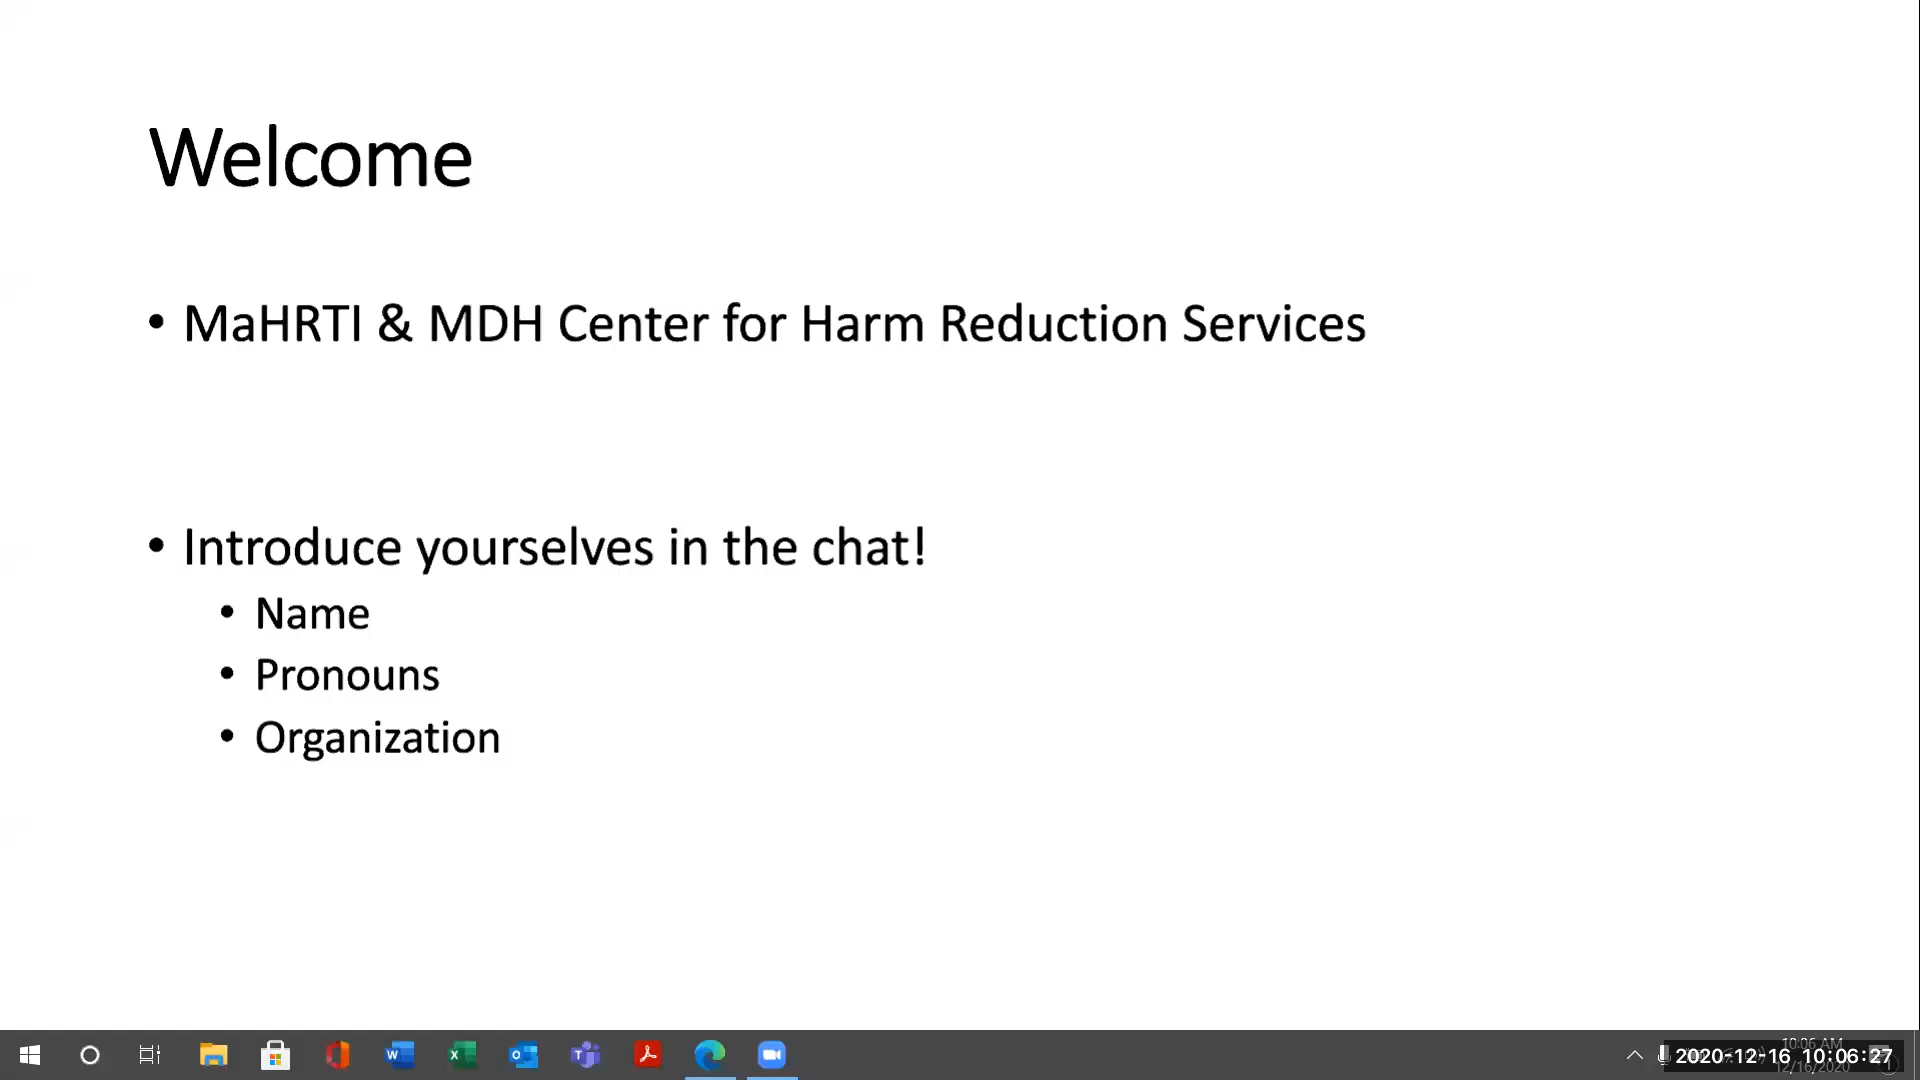 Welcome
• MaHRTI & MDH Center for Harm Reduction Services
• Introduce yourselves in the chat!
• Name
• Pronouns
• Organization
10:06 AM
2020-12-16 10:06:27
12/16/2020